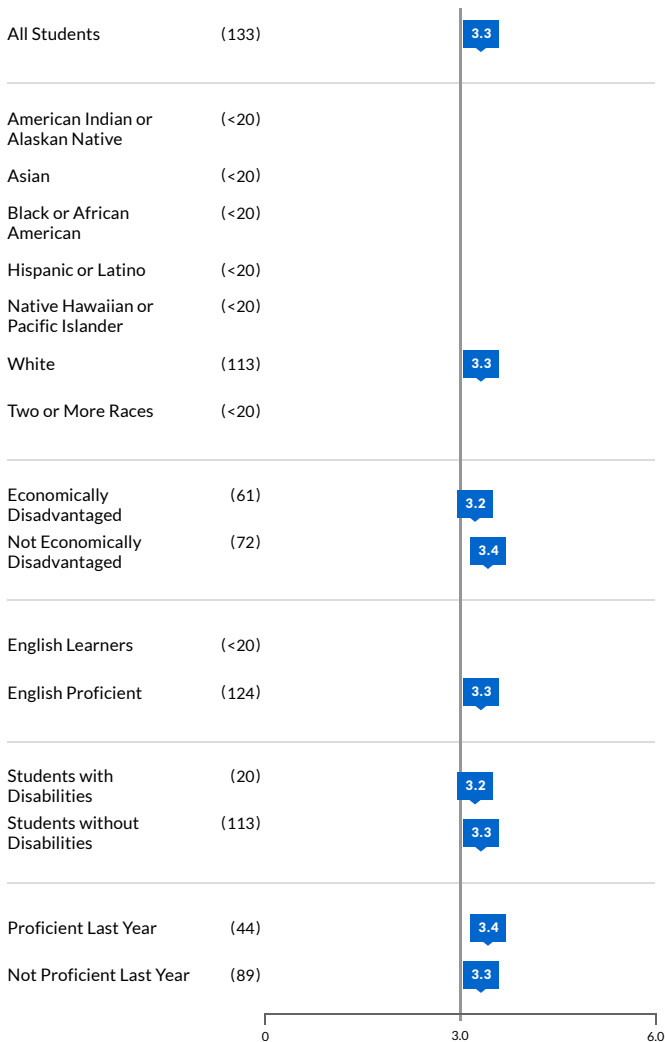 All Students (133) 3.3
American Indian or (<20)
Alaskan Native
Asian (<20)
Black or African (<20)
American
Hispanic or Latino (<20)
Native Hawaiian or (<20)
Pacific Islander
White (113) 3.3
Two or More Races (<20)
Economically (61) 3.2
Disadvantaged
Not Economically (72) 3.4
Disadvantaged
English Learners (<20)
English Proficient (124) 3.3
Students with (20) 3.2
Disabilities
Students without (113) 3.3
Disabilities
Proficient Last Year (44) 3.4
Not Proficient Last Year (89) 3.3
0 3.0 6.0